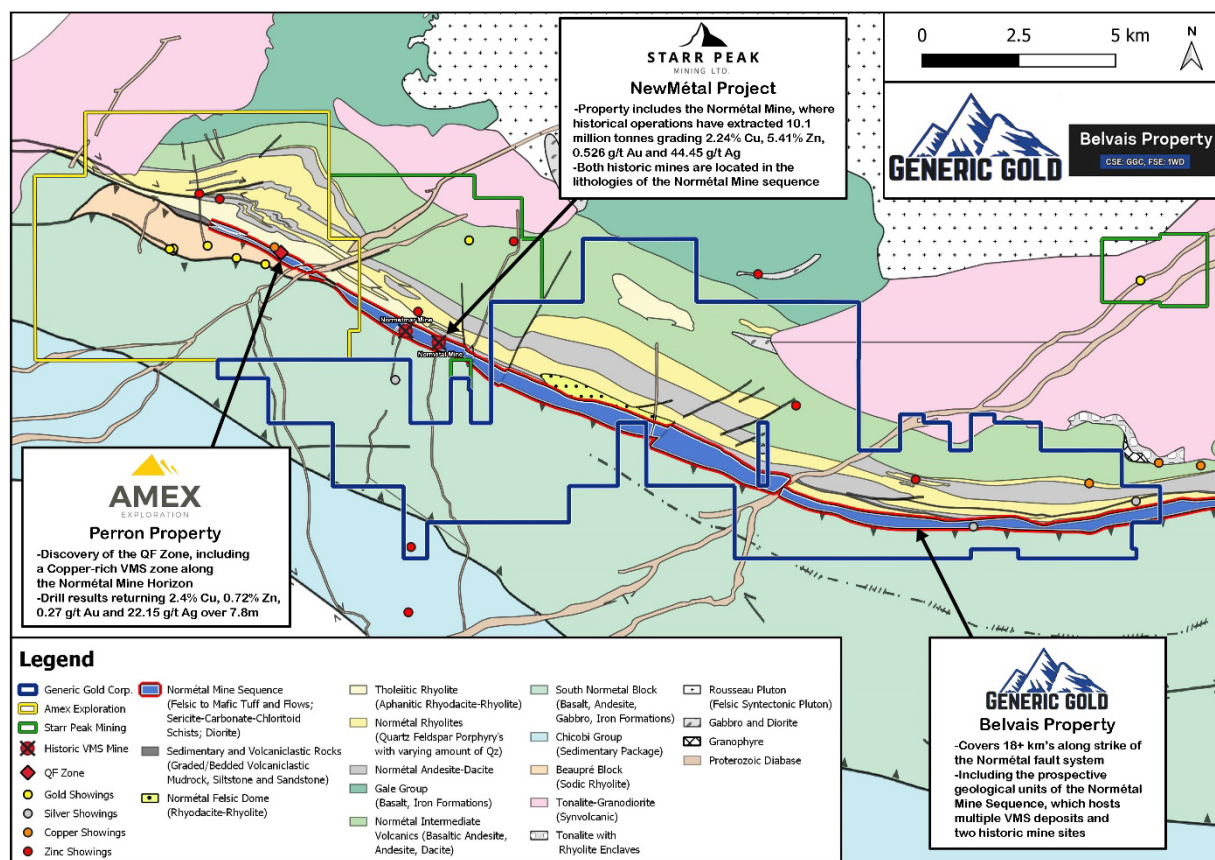 0 2.5 5 km
N
STARR PEAK
MINING LTD.
NewMétal Project
-Property includes the Normétal Mine, where
historical operations have extracted 10.1
million tonnes grading 2.24% Cu, 5.41% Zn,
0.526 g/t Au and 44.45 g/t Ag
-Both historic mines are located in the
lithologies of the Normétal Mine sequence
GENERIC GOLD
Belvais Property
CSE: GGC, FSE: 1WD
Normetmar Mine
Normétal Mine
AMEX
EXPLORATION
Perron Property
-Discovery of the QF Zone, including
a Copper-rich VMS zone along
the Normétal Mine Horizon
-Drill results returning 2.4% Cu, 0.72% Zn,
0.27 g/t Au and 22.15 g/t Ag over 7.8m
GENERIC GOLD
Belvais Property
-Covers 18+ km's along strike of
the Normétal fault system
-Including the prospective
geological units of the Normétal
Mine Sequence, which hosts
multiple VMS deposits and
two historic mine sites
Legend
Generic Gold Corp.
Amex Exploration
Starr Peak Mining
Historic VMS Mine
QF Zone
Gold Showings
Silver Showings
Copper Showings
Zinc Showings
Normétal Mine Sequence
(Felsic to Mafic Tuff and Flows;
Sericite-Carbonate-Chloritoid
Schists; Diorite)
Sedimentary and Volcaniclastic Rocks
(Graded/Bedded Volcaniclastic
Mudrock, Siltstone and Sandstone)
Normétal Felsic Dome
(Rhyodacite-Rhyolite)
Tholeiitic Rhyolite
(Aphanitic Rhyodacite-Rhyolite)
Normétal Rhyolites
(Quartz Feldspar Porphyry's
with varying amount of Qz)
Normétal Andesite-Dacite
Gale Group
(Basalt, Iron Formations)
Normétal Intermediate
Volcanics (Basaltic Andesite,
Andesite, Dacite)
South Normetal Block
(Basalt, Andesite,
Gabbro, Iron Formations)
Chicobi Group
(Sedimentary Package)
Beaupré Block
(Sodic Rhyolite)
Tonalite-Granodiorite
(Synvolcanic)
Tonalite with
Rhyolite Enclaves
Rousseau Pluton
(Felsic Syntectonic Pluton)
Gabbro and Diorite
Granophyre
Proterozoic Diabase